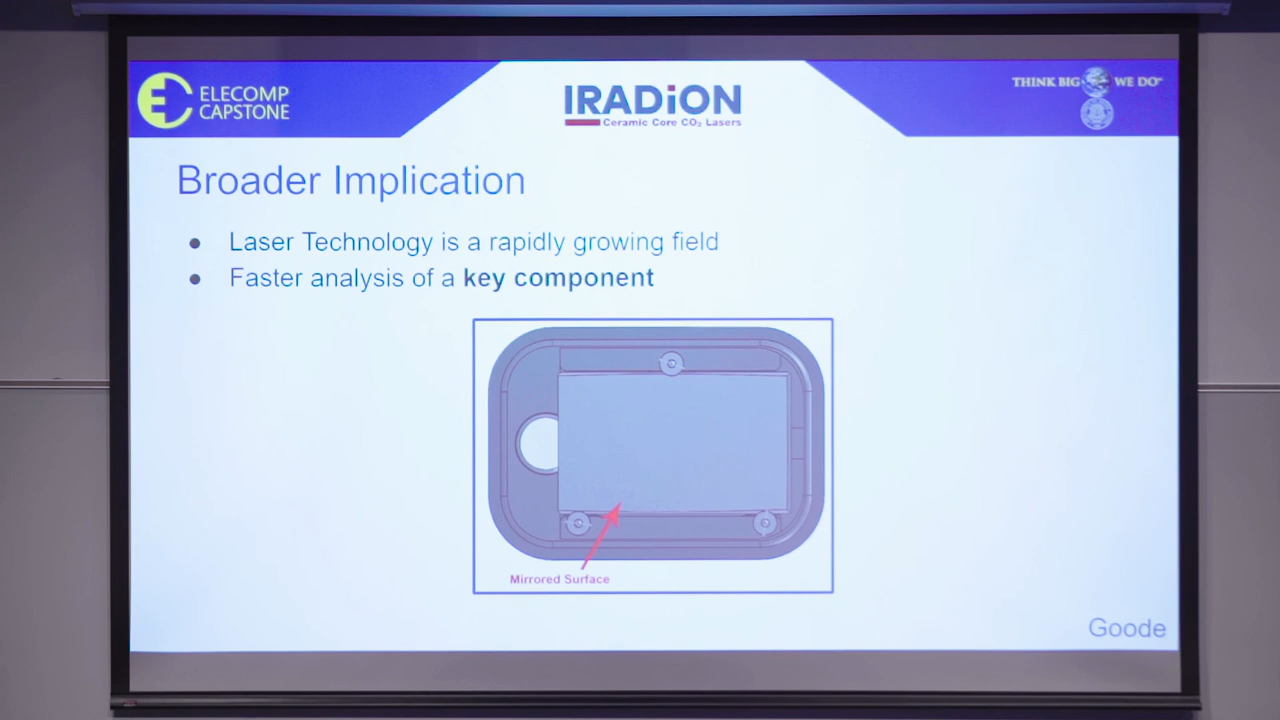 ELECOMP
CAPSTONE
IRADiON
Ceramic Core CO₂ Lasers
THINK BIG WE DO
Broader Implication
● Laser Technology is a rapidly growing field
● Faster analysis of a key component
Mirrored Surface
Goode